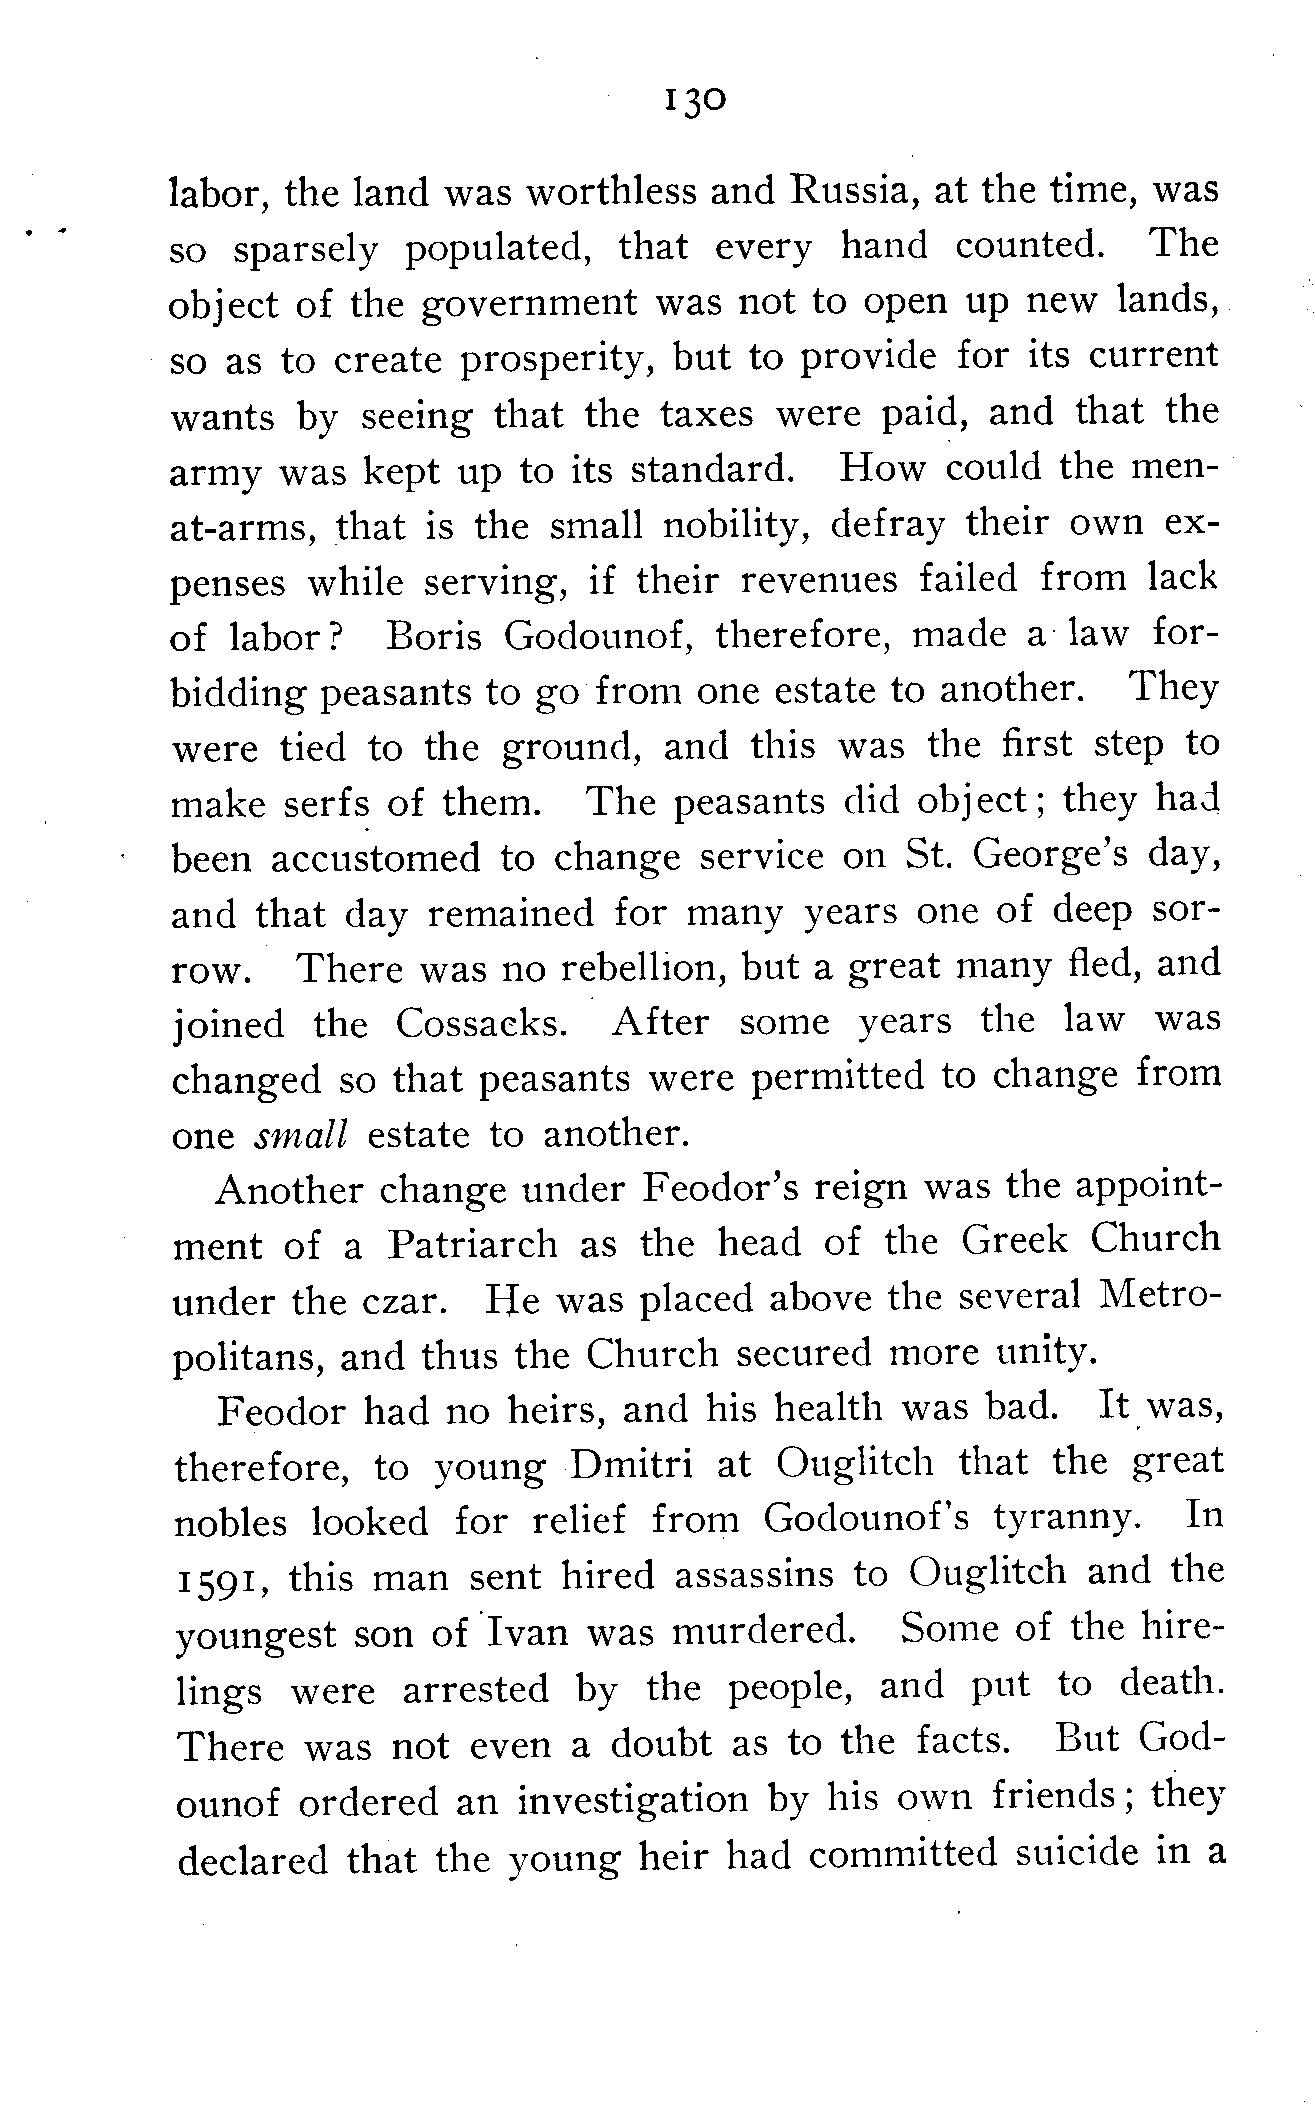 130
labor, the land was worthless and Russia, at the time, was
so sparsely populated, that every hand counted. The
object of the government was not to open up new lands,
so as to create prosperity, but to provide for its current
wants by seeing that the taxes were paid, and that the
army was kept up to its standard. How could the men-
at-arms, that is the small nobility, defray their own ex-
penses while serving, if their revenues failed from lack
of labor? Boris Godounof, therefore, made a law for-
bidding peasants to go from one estate to another. They
were tied to the ground, and this was the first step to
make serfs of them. The peasants did object; they had
been accustomed to change service on St. George's day,
and that day remained for many years one of deep sor-
row. There was no rebellion, but a great many fled, and
joined the Cossacks. After some years the law was
changed so that peasants were permitted to change from
one small estate to another.
Another change under Feodor's reign was the appoint-
ment of a Patriarch as the head of the Greek Church
under the czar. He was placed above the several Metro-
politans, and thus the Church secured more unity.
Feodor had no heirs, and his health was bad. It was,
therefore, to young Dmitri at Ouglitch that the great
nobles looked for relief from Godounof's tyranny. In
1591, this man sent hired assassins to Ouglitch and the
youngest son of Ivan was murdered. Some of the hire-
lings were arrested by the people, and put to death.
There was not even a doubt as to the facts. But God-
ounof ordered an investigation by his own friends; they
declared that the young heir had committed suicide in a